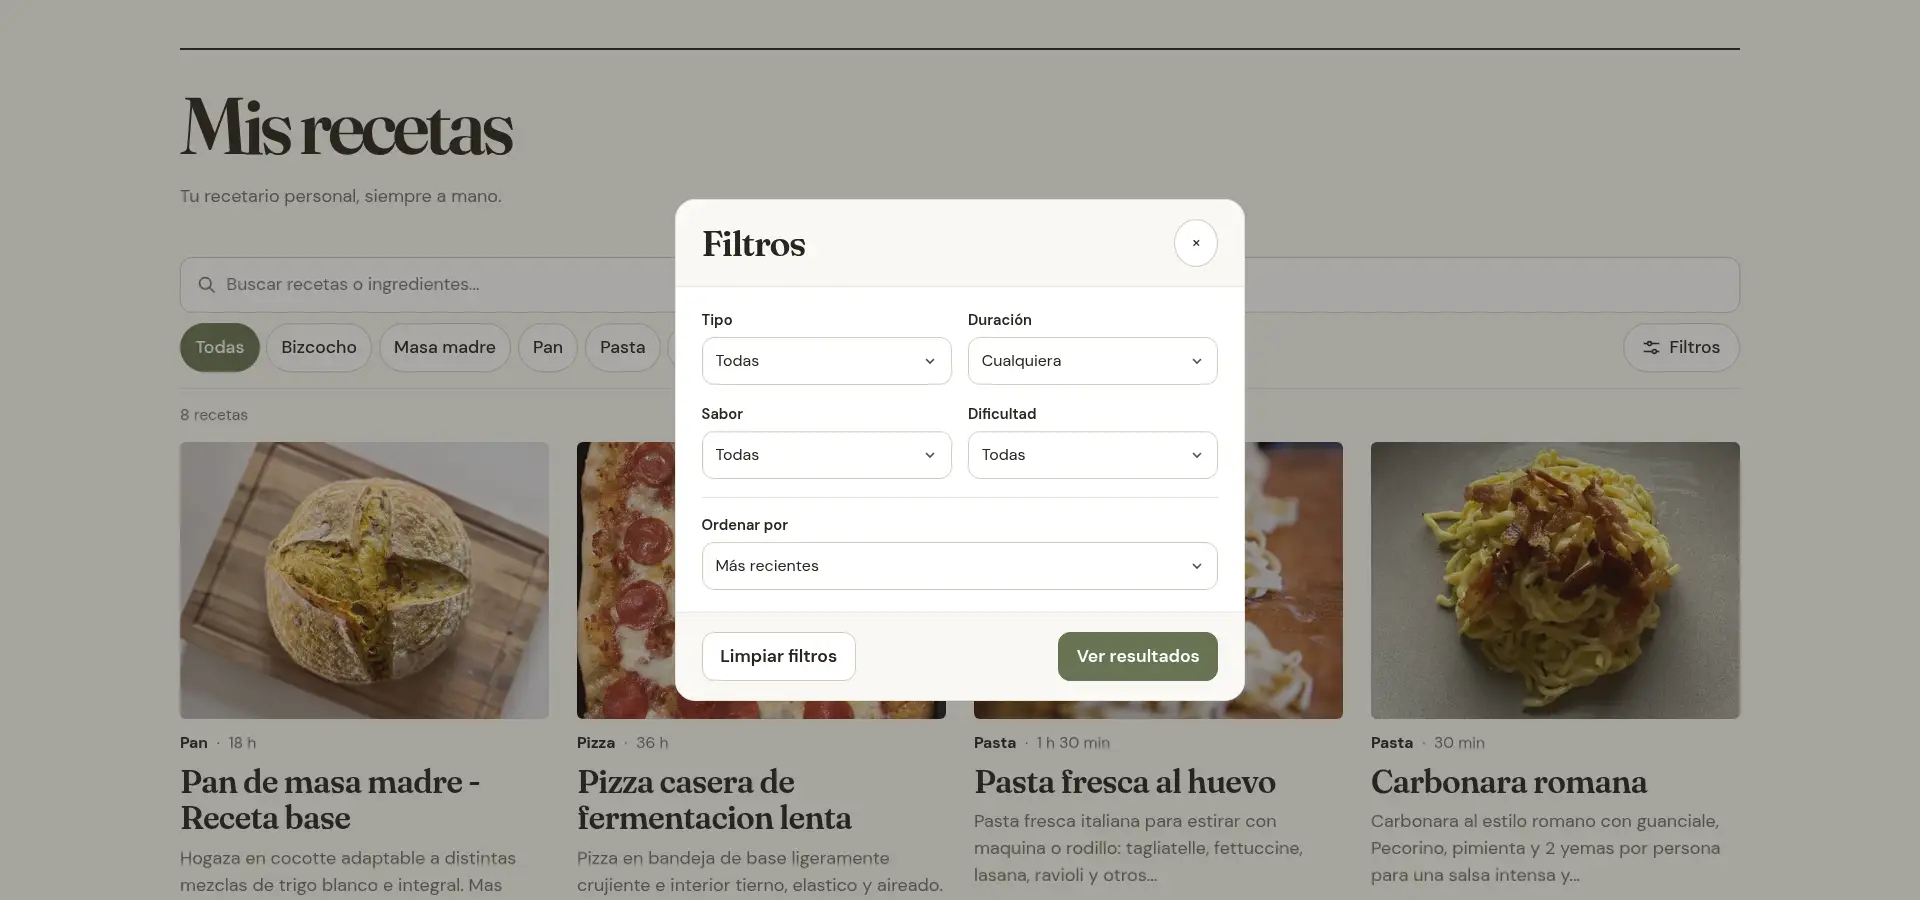 Mis recetas
Tu recetario personal, siempre a mano.
Buscar recetas o ingredientes...
Todas
Bizcocho
Masa madre
Pan
Pasta
Filtros
8 recetas
Filtros
×
Tipo
Duración
Todas
Cualquiera
Sabor
Dificultad
Todas
Todas
Ordenar por
Más recientes
Limpiar filtros
Ver resultados
Pan · 18 h
Pan de masa madre -
Receta base
Hogaza en cocotte adaptable a distintas
mezclas de trigo blanco e integral. Mas
Pizza · 36 h
Pizza casera de
fermentacion lenta
Pizza en bandeja de base ligeramente
crujiente e interior tierno, elastico y aireado.
Pasta · 1 h 30 min
Pasta fresca al huevo
Pasta fresca italiana para estirar con
maquina o rodillo: tagliatelle, fettuccine,
lasana, ravioli y otros...
Pasta · 30 min
Carbonara romana
Carbonara al estilo romano con guanciale,
Pecorino, pimienta y 2 yemas por persona
para una salsa intensa y...